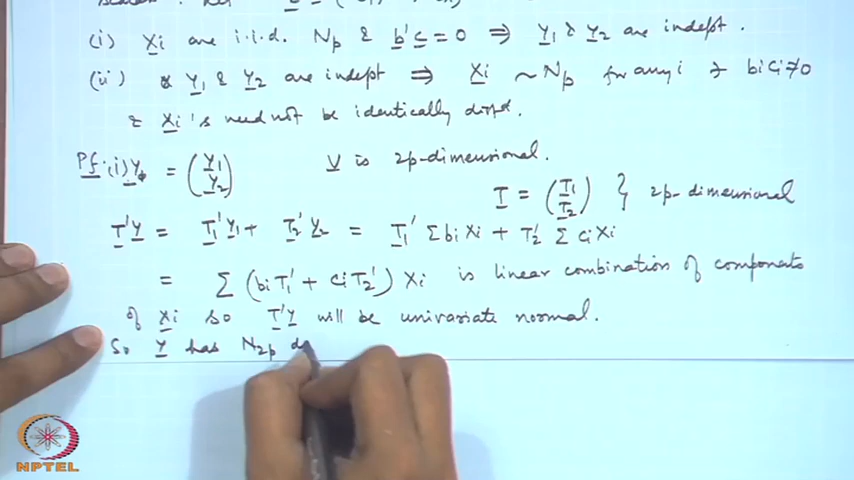 (i) Xi are i.i.d. Np & b'c = 0 ⇒ Y1 & Y2 are indept.
(ii) Y1 & Y2 are indept ⇒ Xi ~ Np for any i ∋ bi ci ≠ 0
& Xi's need not be identically distd.
Pf: (i) Y = (Y1 Y2) V is 2p-dimensional.
T = (T1 T2) } 2p-dimensional
T'Y = T1'Y1 + T2'Y2 = T1' Σ bi Xi + T2' Σ ci Xi
= Σ (bi T1' + ci T2') Xi is linear combination of components
of Xi so T'Y will be univariate normal.
So Y has N2p d
NPTEL